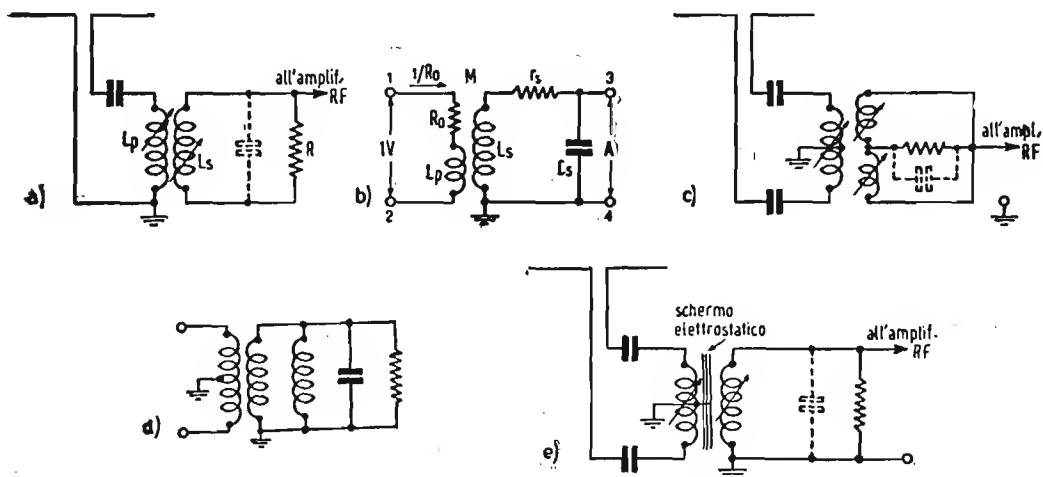 a)
Lp
Ls
all'amplif.
RF
R
b)
1
1/R₀
M
rs
3
R₀
1V
Lp
Ls
Cs
A
2
4
c)
all'ampl.
RF
d)
e)
schermo
elettrostatico
all'amplif.
RF